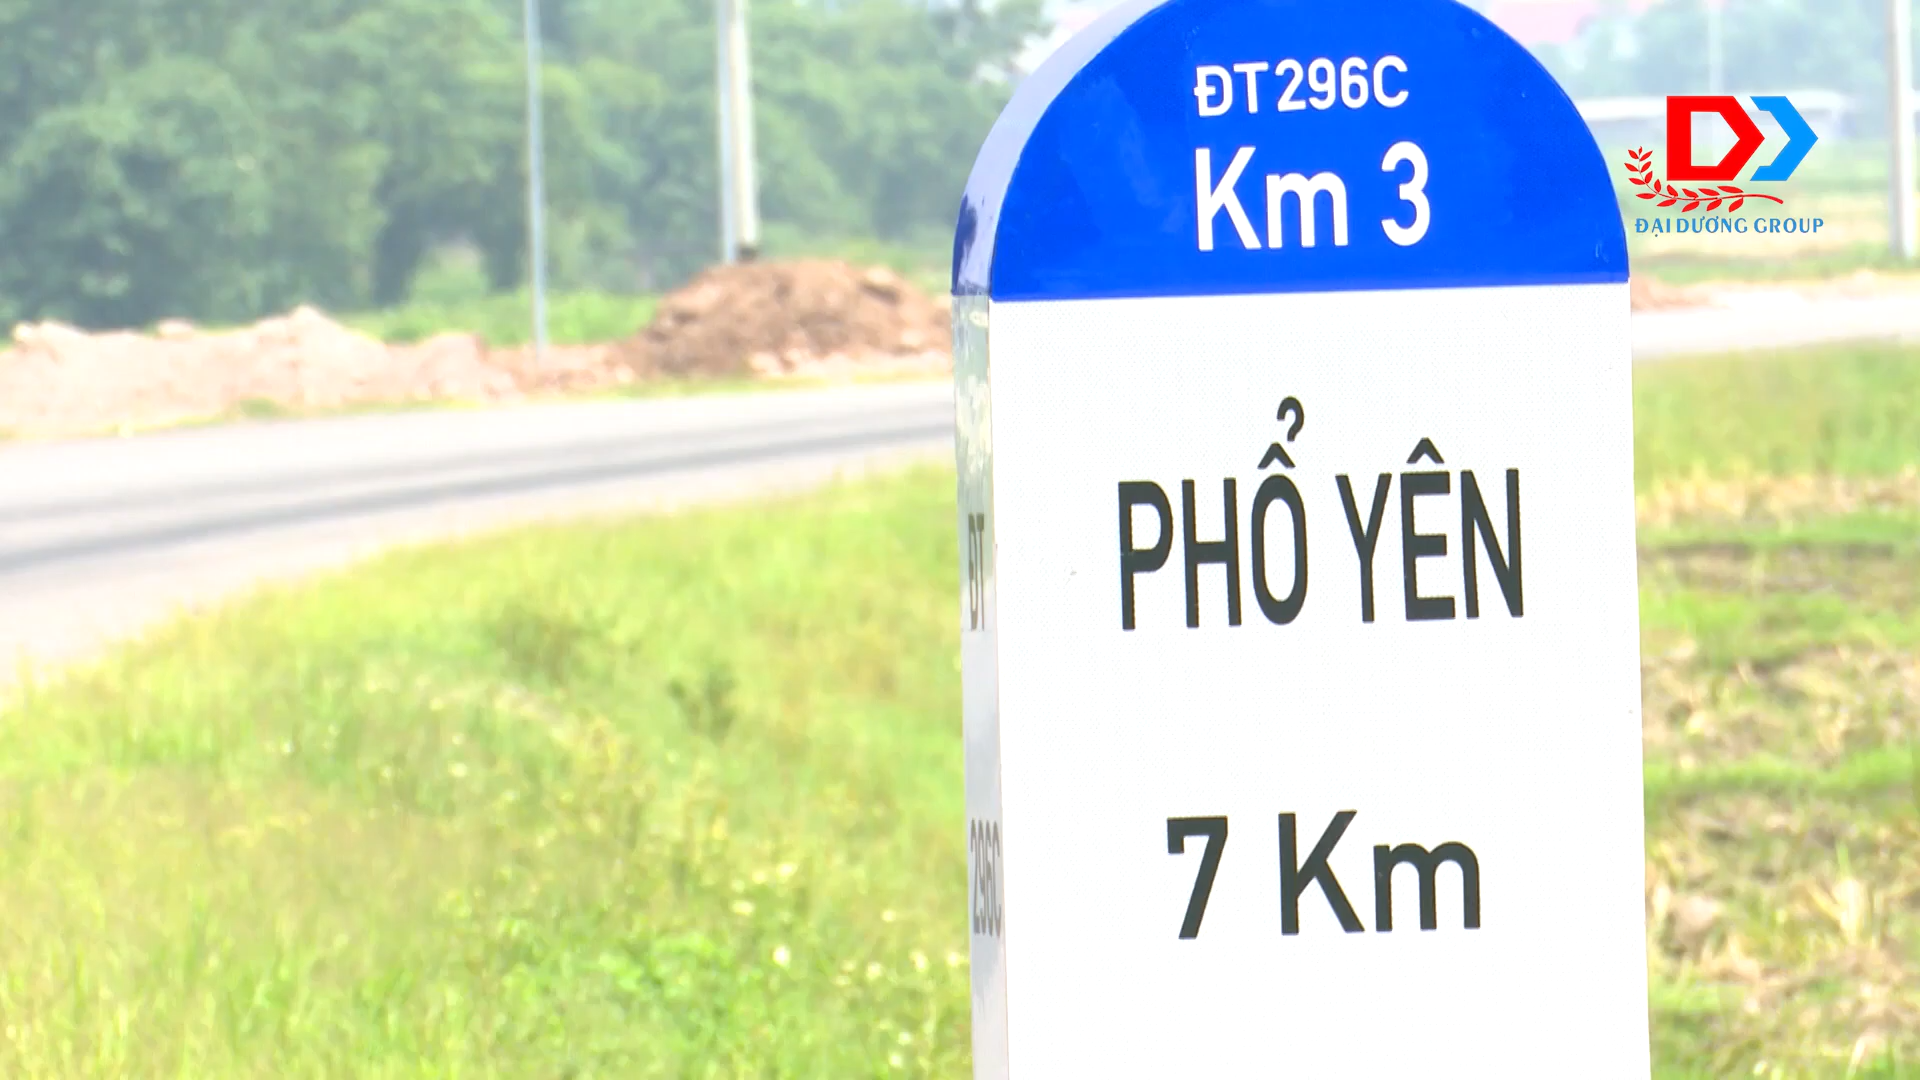 ĐT296C
Km 3
PHỔ YÊN
7 Km
ĐT
296C
ĐẠI DƯƠNG GROUP